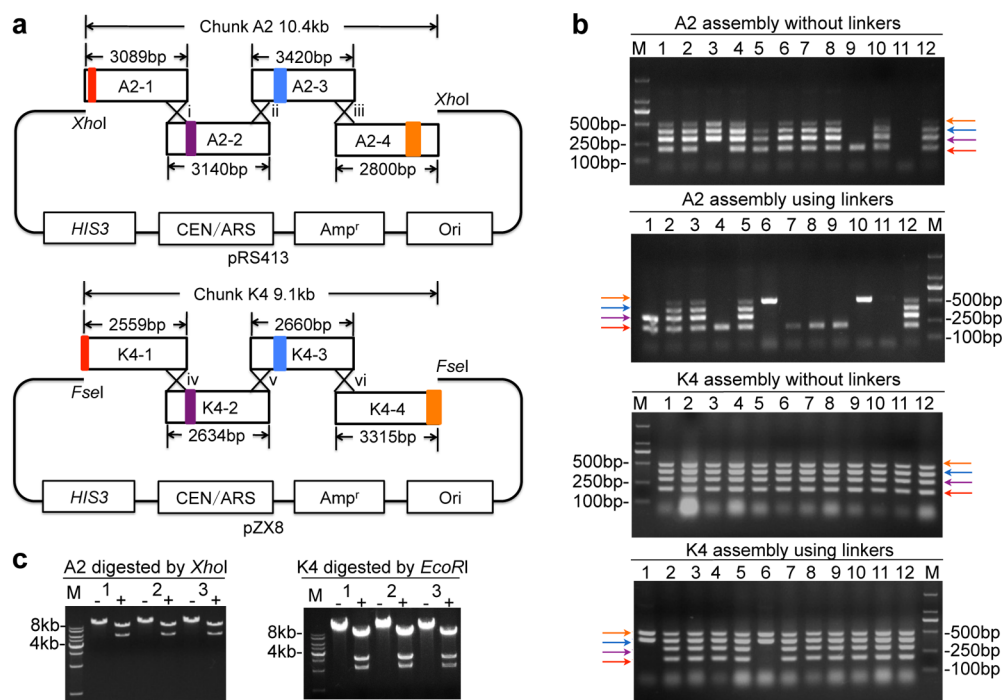 a
Chunk A2 10.4kb
3089bp
3420bp
A2-1
A2-3
XhoI
i
ii
iii
XhoI
A2-2
A2-4
3140bp
2800bp
HIS3
CEN/ARS
Ampr
Ori
pRS413
Chunk K4 9.1kb
2559bp
2660bp
K4-1
K4-3
FseI
iv
v
vi
FseI
K4-2
K4-4
2634bp
3315bp
HIS3
CEN/ARS
Ampr
Ori
pZX8
b
A2 assembly without linkers
M 1 2 3 4 5 6 7 8 9 10 11 12
500bp-
250bp-
100bp-
A2 assembly using linkers
1 2 3 4 5 6 7 8 9 10 11 12 M
-500bp
-250bp
-100bp
K4 assembly without linkers
M 1 2 3 4 5 6 7 8 9 10 11 12
500bp-
250bp-
100bp-
K4 assembly using linkers
1 2 3 4 5 6 7 8 9 10 11 12 M
-500bp
-250bp
-100bp
c
A2 digested by XhoI
M 1 2 3
- + - + - +
8kb-
4kb-
K4 digested by EcoRI
M 1 2 3
- + - + - +
8kb-
4kb-